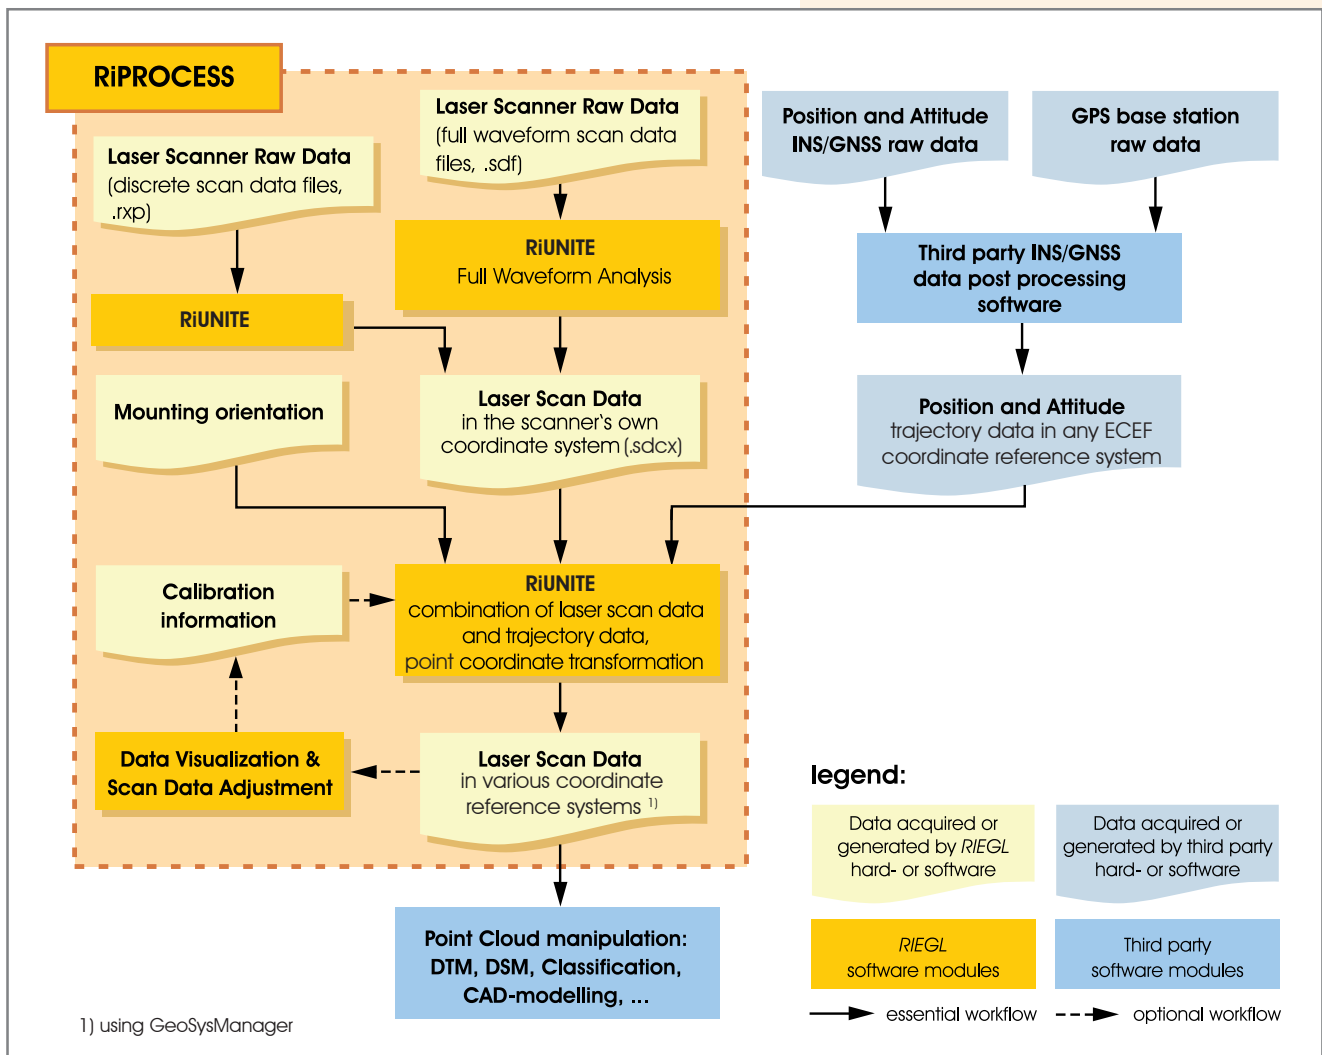 RiPROCESS
Laser Scanner Raw Data
(discrete scan data files,
.rxp)
Laser Scanner Raw Data
(full waveform scan data
files, .sdf)
Position and Attitude
INS/GNSS raw data
GPS base station
raw data
RiUNITE
RiUNITE
Full Waveform Analysis
Third party INS/GNSS
data post processing
software
Mounting orientation
Laser Scan Data
in the scanner's own
coordinate system (.sdcx)
Position and Attitude
trajectory data in any ECEF
coordinate reference system
Calibration
information
RiUNITE
combination of laser scan data
and trajectory data,
point coordinate transformation
Data Visualization &
Scan Data Adjustment
Laser Scan Data
in various coordinate
reference systems 1)
Point Cloud manipulation:
DTM, DSM, Classification,
CAD-modelling, ...
1) using GeoSysManager
legend:
Data acquired or
generated by RIEGL
hard- or software
Data acquired or
generated by third party
hard- or software
RIEGL
software modules
Third party
software modules
essential workflow
optional workflow